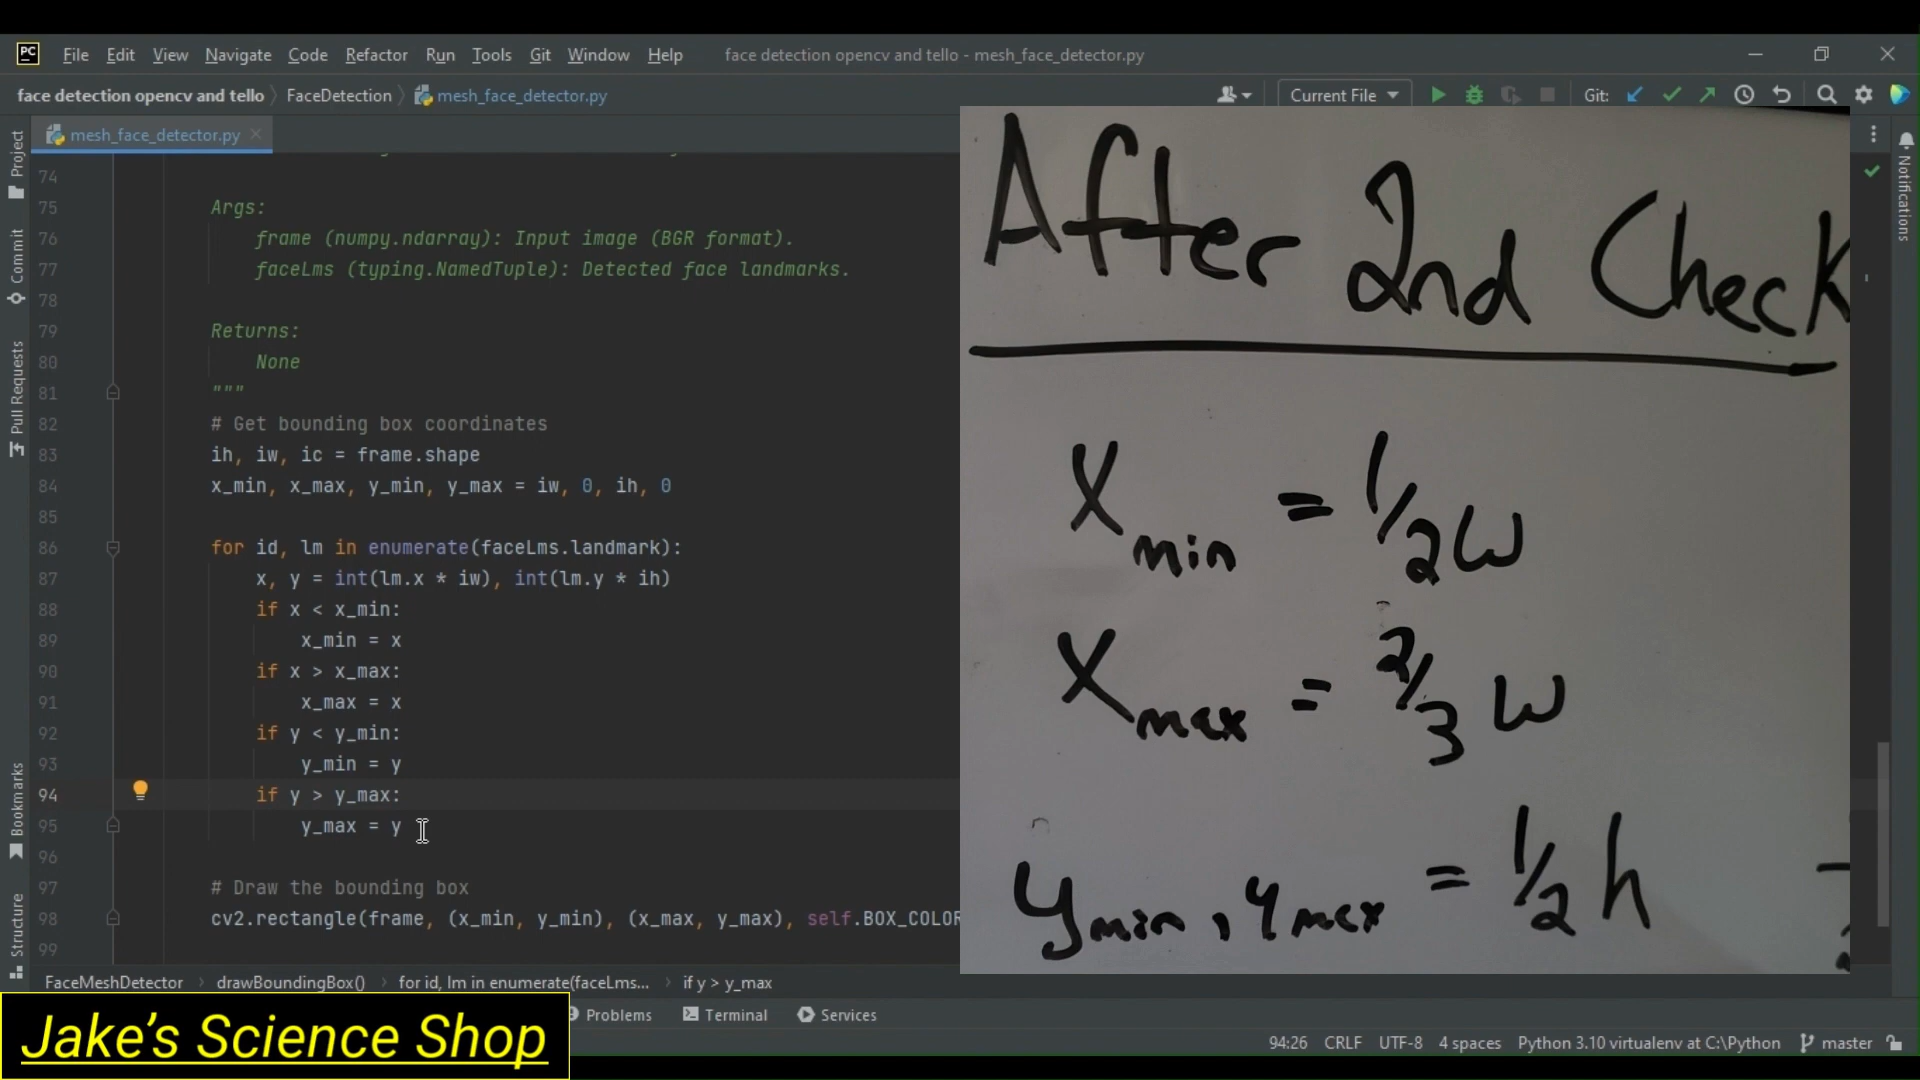 PC File Edit View Navigate Code Refactor Run Tools Git Window Help face detection opencv and tello - mesh_face_detector.py
face detection opencv and tello FaceDetection mesh_face_detector.py Current File Git:
mesh_face_detector.py
Project
Commit
Pull Requests
Bookmarks
Structure
Notifications
74
75 Args:
76 frame (numpy.ndarray): Input image (BGR format).
77 faceLms (typing.NamedTuple): Detected face landmarks.
78
79 Returns:
80 None
81 """
82 # Get bounding box coordinates
83 ih, iw, ic = frame.shape
84 x_min, x_max, y_min, y_max = iw, 0, ih, 0
85
86 for id, lm in enumerate(faceLms.landmark):
87 x, y = int(lm.x * iw), int(lm.y * ih)
88 if x < x_min:
89 x_min = x
90 if x > x_max:
91 x_max = x
92 if y < y_min:
93 y_min = y
94 if y > y_max:
95 y_max = y
96
97 # Draw the bounding box
98 cv2.rectangle(frame, (x_min, y_min), (x_max, y_max), self.BOX_COLOR
99
After 2nd Check
Xmin = 1/2 W
Xmax = 2/3 W
ymin, ymax = 1/2 h
FaceMeshDetector drawBoundingBox() for id, lm in enumerate(faceLms... if y > y_max
Problems Terminal Services
Jake's Science Shop
94:26 CRLF UTF-8 4 spaces Python 3.10 virtualenv at C:\Python master